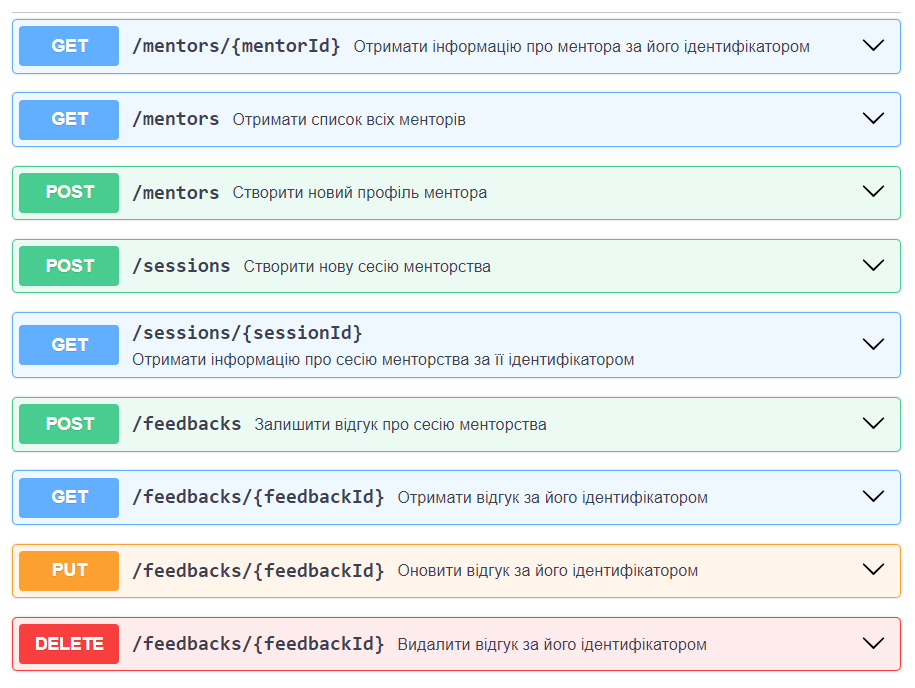 GET /mentors/{mentorId} Отримати інформацію про ментора за його ідентифікатором
GET /mentors Отримати список всіх менторів
POST /mentors Створити новий профіль ментора
POST /sessions Створити нову сесію менторства
GET /sessions/{sessionId}
Отримати інформацію про сесію менторства за її ідентифікатором
POST /feedbacks Залишити відгук про сесію менторства
GET /feedbacks/{feedbackId} Отримати відгук за його ідентифікатором
PUT /feedbacks/{feedbackId} Оновити відгук за його ідентифікатором
DELETE /feedbacks/{feedbackId} Видалити відгук за його ідентифікатором